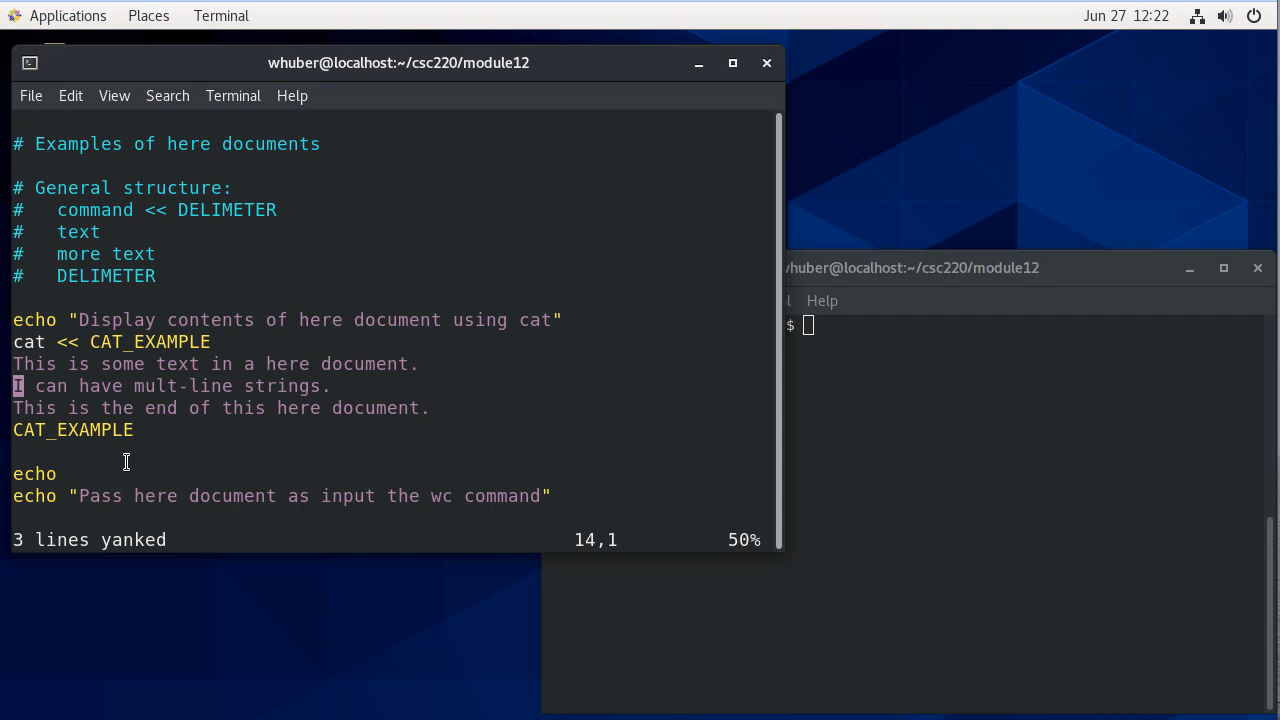 Applications Places Terminal Jun 27 12:22
whuber@localhost:~/csc220/module12
File Edit View Search Terminal Help
# Examples of here documents
# General structure:
#   command << DELIMETER
#   text
#   more text
#   DELIMETER
echo "Display contents of here document using cat"
cat << CAT_EXAMPLE
This is some text in a here document.
I can have mult-line strings.
This is the end of this here document.
CAT_EXAMPLE
echo
echo "Pass here document as input the wc command"
3 lines yanked 14,1 50%
whuber@localhost:~/csc220/module12
Help
$